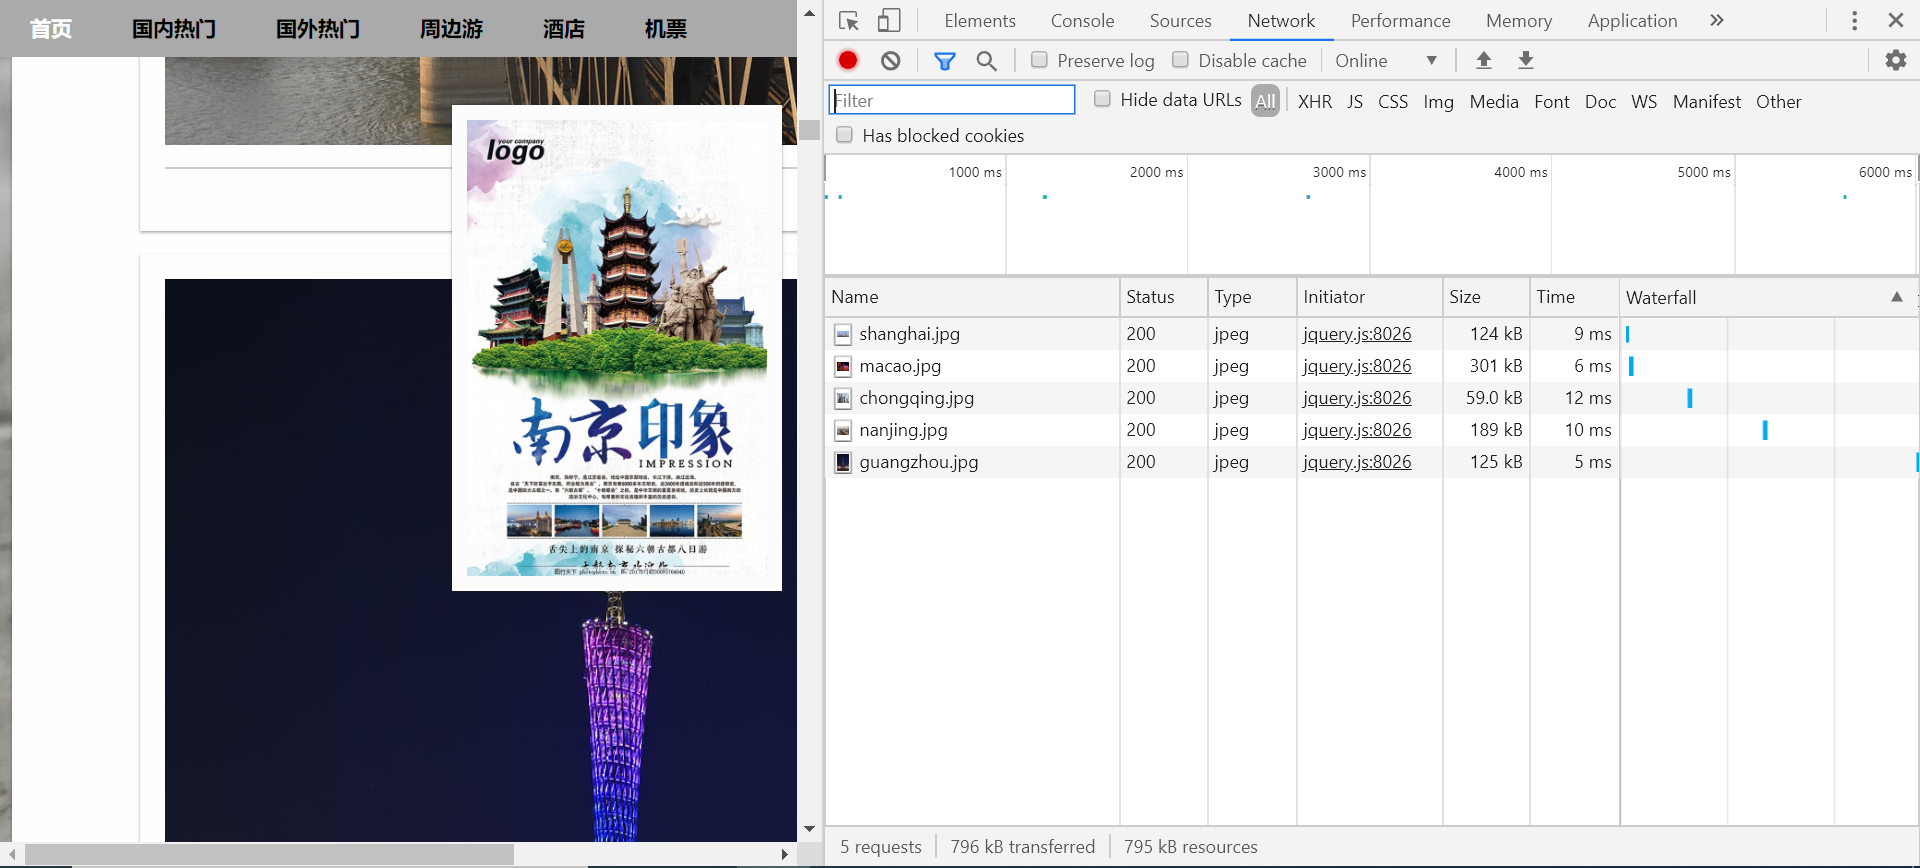 首页 国内热门 国外热门 周边游 酒店 机票
your company
logo
南京印象
IMPRESSION
舌尖上的南京 探秘六朝古都八日游
Elements Console Sources Network Performance Memory Application
Preserve log Disable cache Online
Filter Hide data URLs All XHR JS CSS Img Media Font Doc WS Manifest Other
Has blocked cookies
1000 ms 2000 ms 3000 ms 4000 ms 5000 ms 6000 ms
Name Status Type Initiator Size Time Waterfall
shanghai.jpg 200 jpeg jquery.js:8026 124 kB 9 ms
macao.jpg 200 jpeg jquery.js:8026 301 kB 6 ms
chongqing.jpg 200 jpeg jquery.js:8026 59.0 kB 12 ms
nanjing.jpg 200 jpeg jquery.js:8026 189 kB 10 ms
guangzhou.jpg 200 jpeg jquery.js:8026 125 kB 5 ms
5 requests 796 kB transferred 795 kB resources